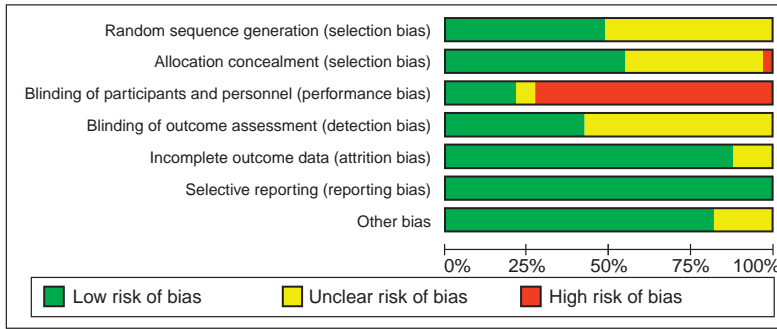 Random sequence generation (selection bias)
Allocation concealment (selection bias)
Blinding of participants and personnel (performance bias)
Blinding of outcome assessment (detection bias)
Incomplete outcome data (attrition bias)
Selective reporting (reporting bias)
Other bias
0% 25% 50% 75% 100%
Low risk of bias Unclear risk of bias High risk of bias